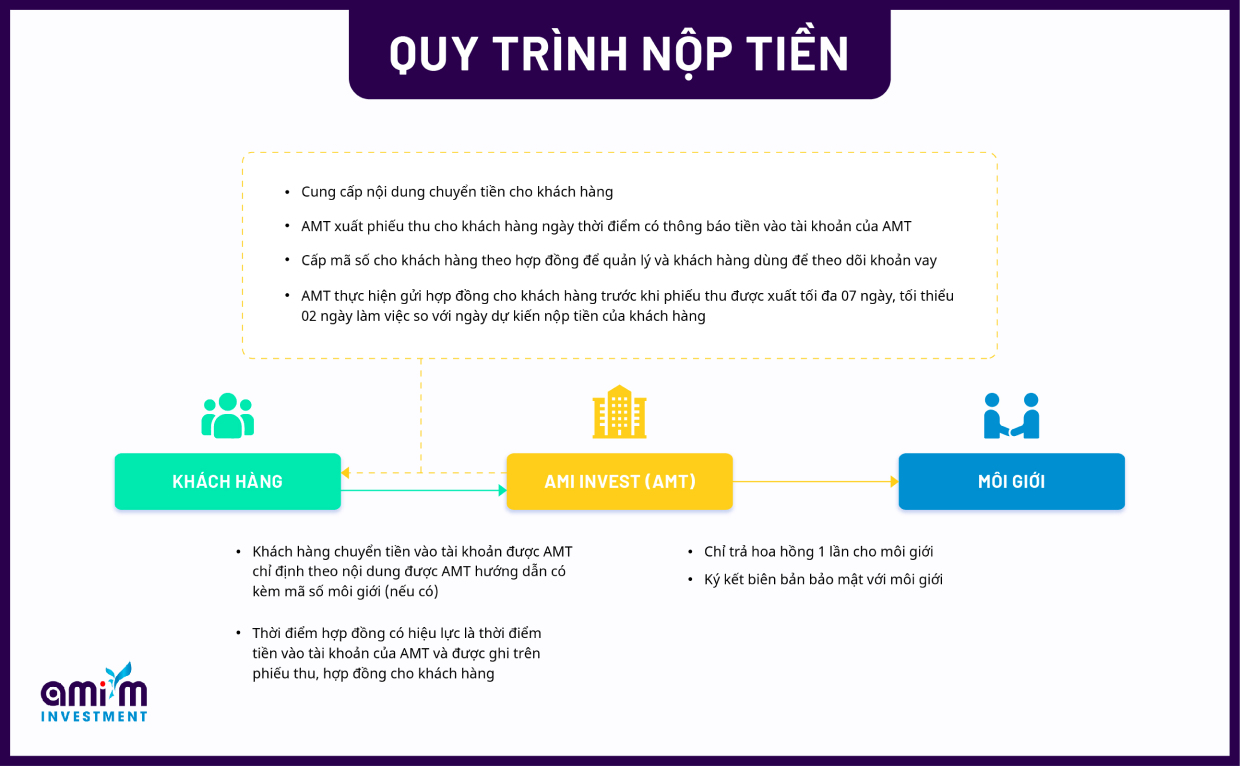 QUY TRÌNH NỘP TIỀN
• Cung cấp nội dung chuyển tiền cho khách hàng
• AMT xuất phiếu thu cho khách hàng ngày thời điểm có thông báo tiền vào tài khoản của AMT
• Cấp mã số cho khách hàng theo hợp đồng để quản lý và khách hàng dùng để theo dõi khoản vay
• AMT thực hiện gửi hợp đồng cho khách hàng trước khi phiếu thu được xuất tối đa 07 ngày, tối thiểu
02 ngày làm việc so với ngày dự kiến nộp tiền của khách hàng
KHÁCH HÀNG
AMI INVEST (AMT)
MÔI GIỚI
• Khách hàng chuyển tiền vào tài khoản được AMT
chỉ định theo nội dung được AMT hướng dẫn có
kèm mã số môi giới (nếu có)
• Thời điểm hợp đồng có hiệu lực là thời điểm
tiền vào tài khoản của AMT và được ghi trên
phiếu thu, hợp đồng cho khách hàng
• Chỉ trả hoa hồng 1 lần cho môi giới
• Ký kết biên bản bảo mật với môi giới
amim
INVESTMENT